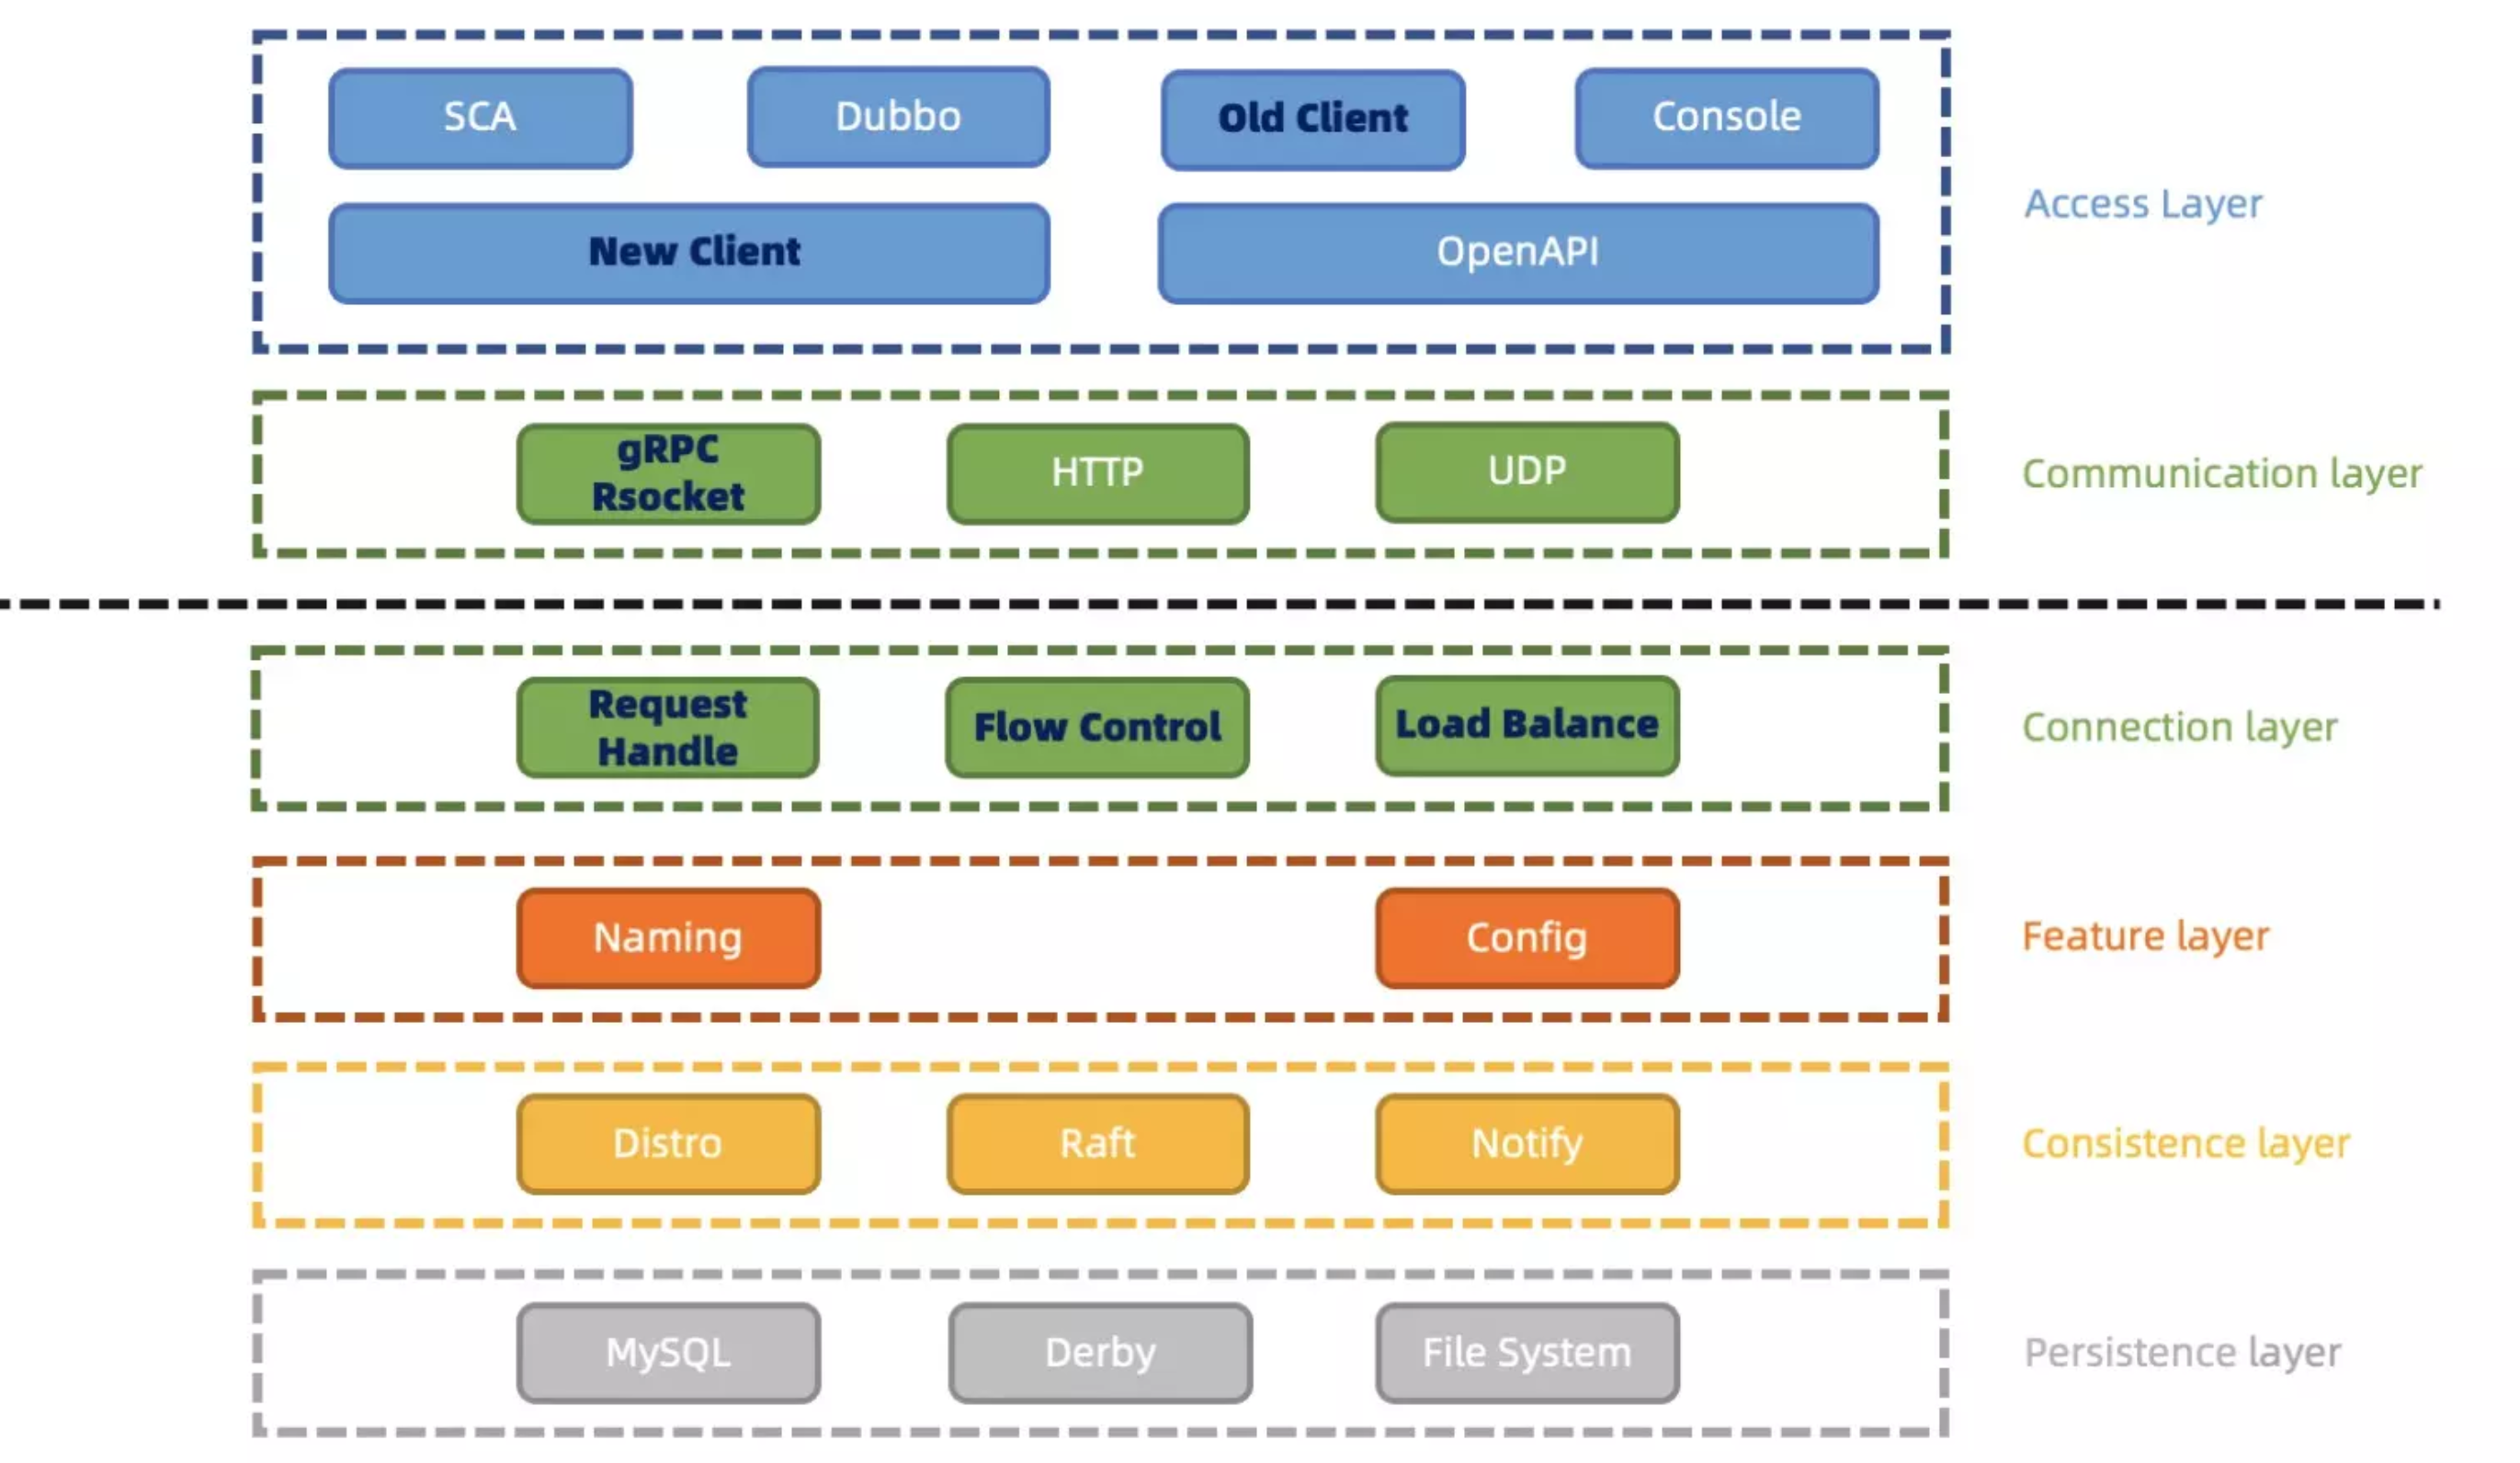 SCA
Dubbo
Old Client
Console
New Client
OpenAPI
Access Layer
gRPC
Rsocket
HTTP
UDP
Communication layer
Request
Handle
Flow Control
Load Balance
Connection layer
Naming
Config
Feature layer
Distro
Raft
Notify
Consistence layer
MySQL
Derby
File System
Persistence layer